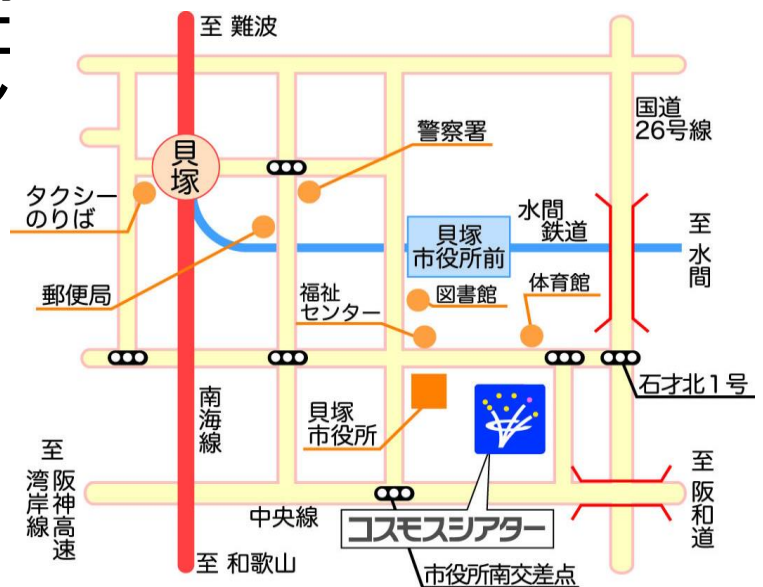 至 難波
国道
26号線
警察署
貝
塚
タクシー
のりば
水間
鉄道
至
水
間
貝塚
市役所前
郵便局
福祉
センター
図書館
体育館
石才北1号
南
海
線
貝塚
市役所
至
阪神高速
湾岸線
至
阪
和
道
中央線
コスモスシアター
至 和歌山
市役所南交差点